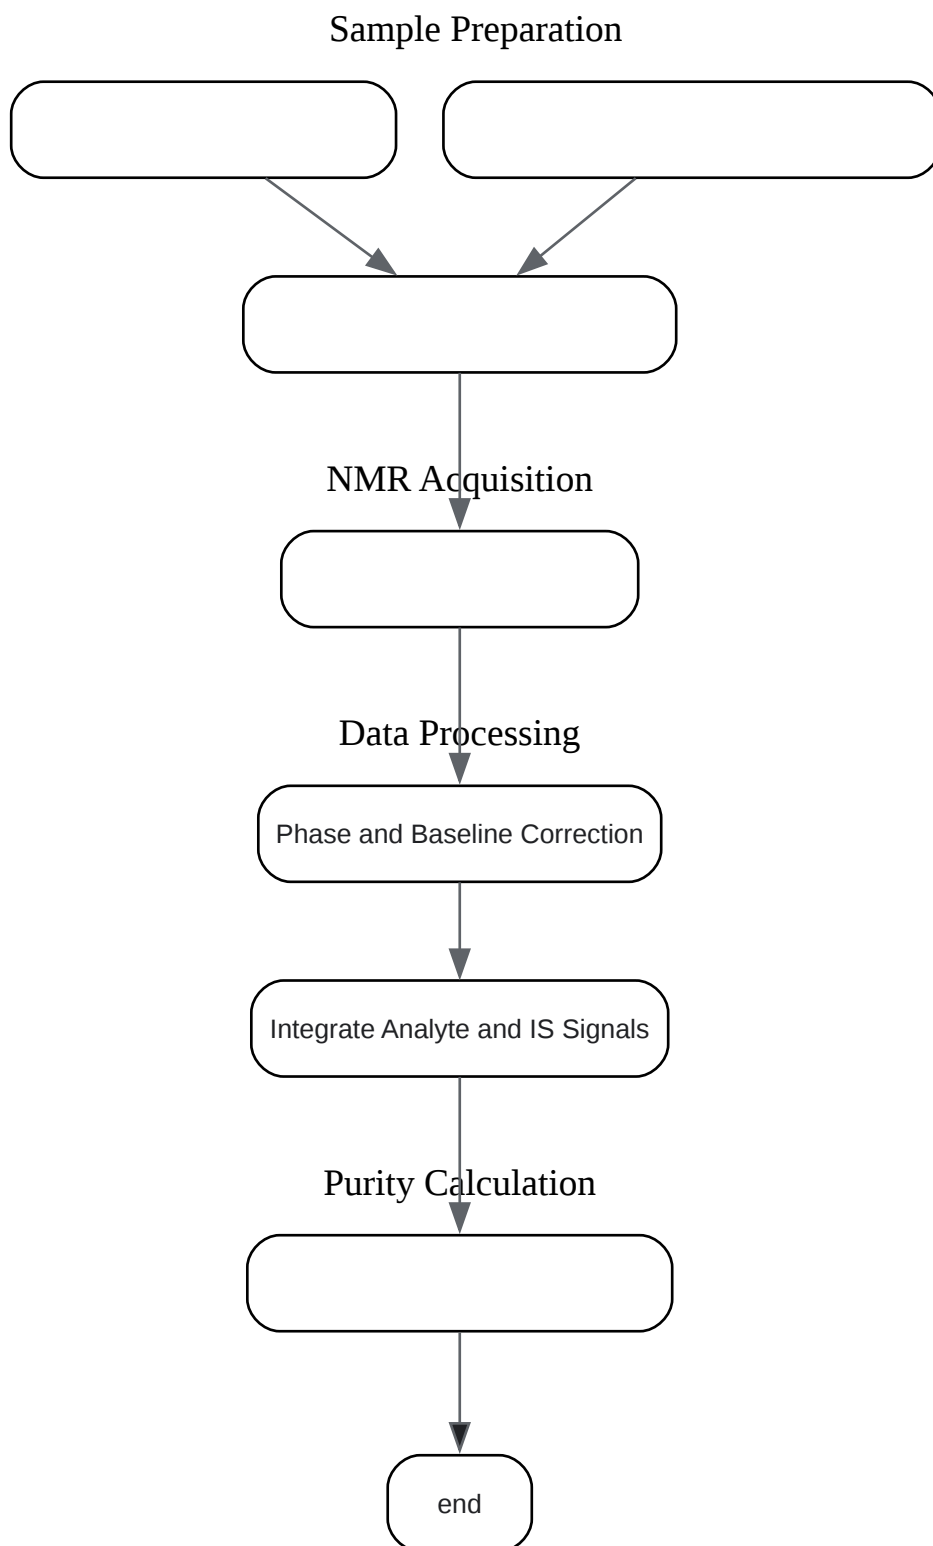 Sample Preparation
NMR Acquisition
Data Processing
Phase and Baseline Correction
Integrate Analyte and IS Signals
Purity Calculation
end